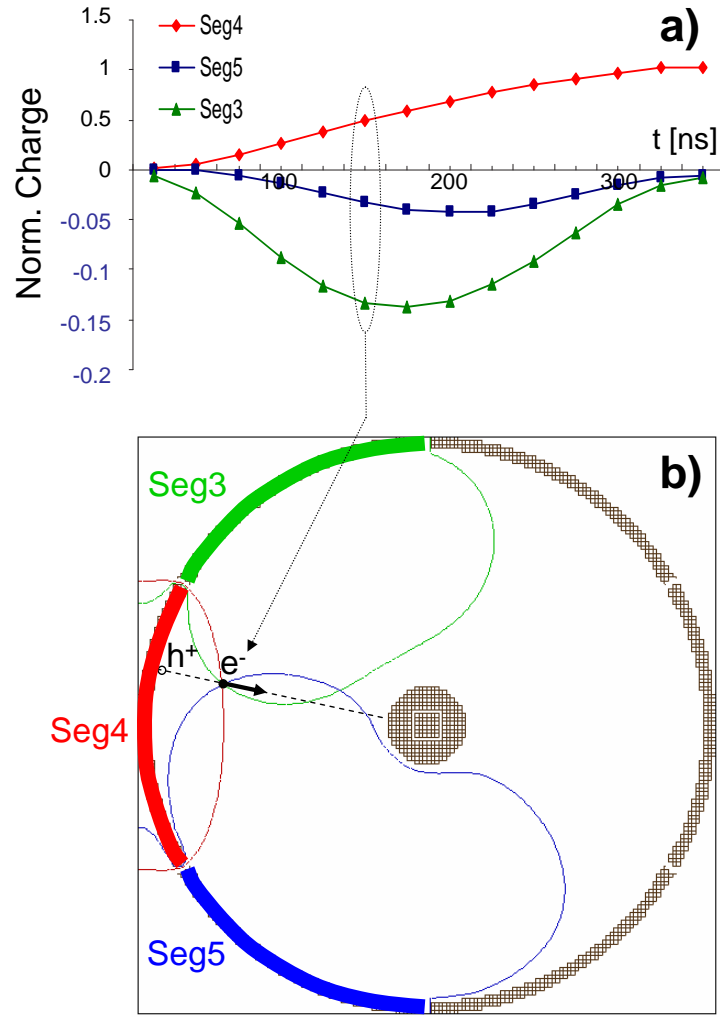 a)
1.5
Seg4
1
Seg5
0.5
Seg3
t [ns]
0
100
200
300
-0.05
-0.1
-0.15
-0.2
Norm. Charge
b)
Seg3
h+
e-
Seg4
Seg5